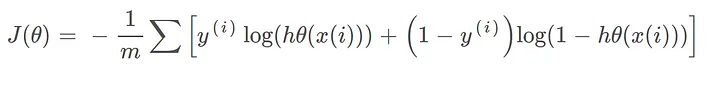 J(θ) = − 1/m ∑ [y⁽ⁱ⁾ log(hθ(x(i))) + (1 − y⁽ⁱ⁾)log(1 − hθ(x(i)))]